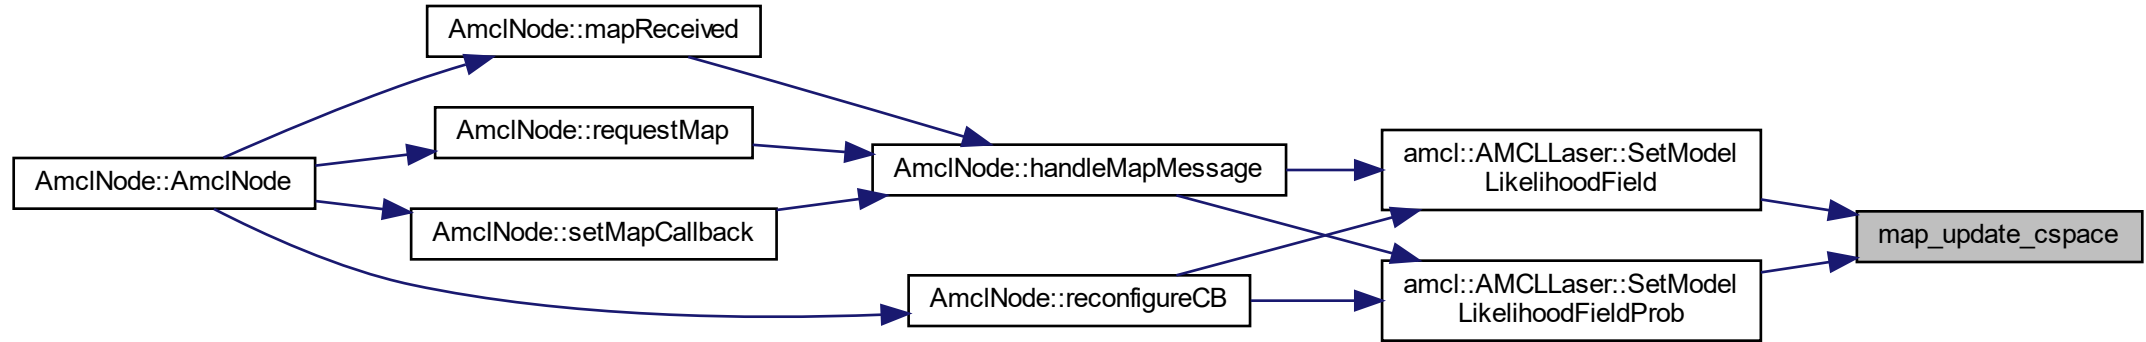 AmclNode::mapReceived
AmclNode::requestMap
AmclNode::AmclNode
AmclNode::setMapCallback
AmclNode::handleMapMessage
AmclNode::reconfigureCB
amcl::AMCLLaser::SetModel
LikelihoodField
amcl::AMCLLaser::SetModel
LikelihoodFieldProb
map_update_cspace